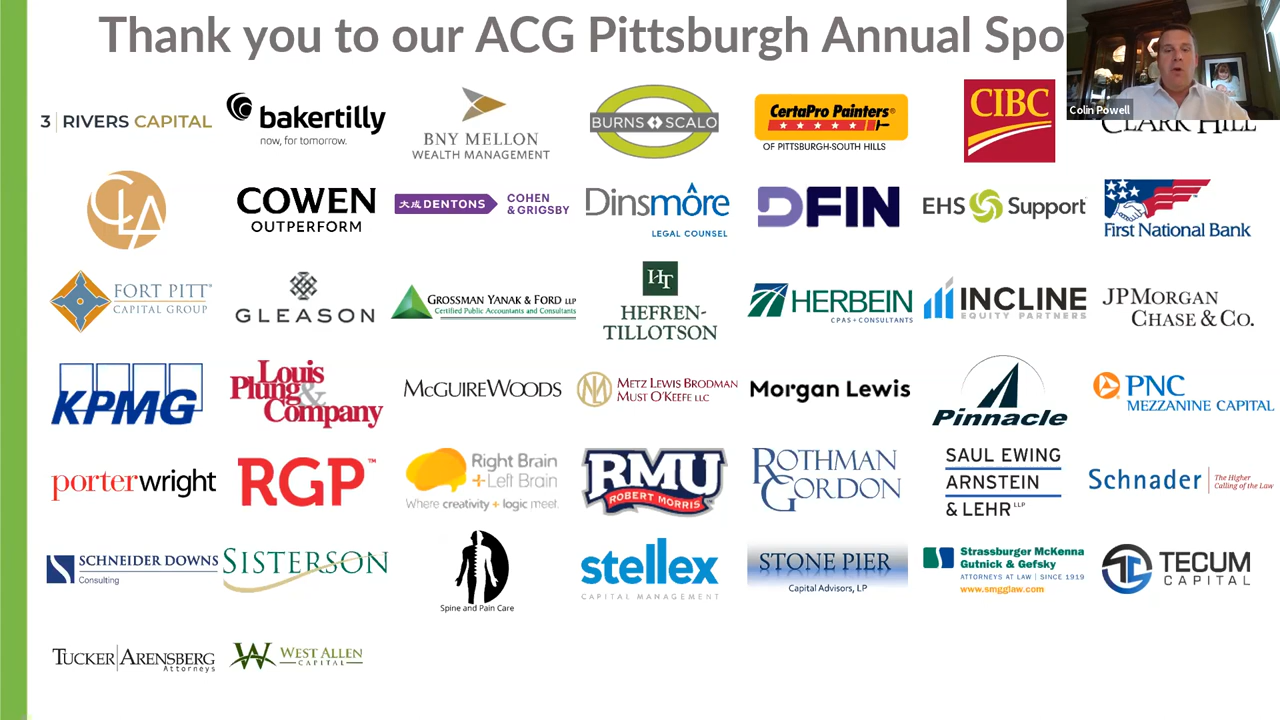 Thank you to our ACG Pittsburgh Annual Spo
Colin Powell
3 | RIVERS CAPITAL
bakertilly
now, for tomorrow.
BNY MELLON
WEALTH MANAGEMENT
BURNS SCALO
CertaPro Painters®
OF PITTSBURGH-SOUTH HILLS
CIBC
CLARK HILL
CLA
COWEN
OUTPERFORM
大成 DENTONS
COHEN
& GRIGSBY
Dinsmôre
LEGAL COUNSEL
DFIN
EHS Support
First National Bank
FORT PITT®
CAPITAL GROUP
GLEASON
GROSSMAN YANAK & FORD LLP
Certified Public Accountants and Consultants
HT
HEFREN-
TILLOTSON
HERBEIN
CPAS + CONSULTANTS
INCLINE
EQUITY PARTNERS
JPMORGAN
CHASE & CO.
KPMG
Louis
Plung &
Company
MCGUIREWOODS
METZ LEWIS BRODMAN
MUST O'KEEFE LLC
Morgan Lewis
Pinnacle
PNC
MEZZANINE CAPITAL
porterwright
RGP™
Right Brain
+Left Brain
Where creativity + logic meet.
RMU
ROBERT MORRIS
ROTHMAN
GORDON
SAUL EWING
ARNSTEIN
& LEHR LLP
Schnader
The Higher
Calling of the Law
SCHNEIDER DOWNS
Consulting
SISTERSON
Spine and Pain Care
stellex
CAPITAL MANAGEMENT
STONE PIER
Capital Advisors, LP
Strassburger McKenna
Gutnick & Gefsky
ATTORNEYS AT LAW | SINCE 1919
www.smgglaw.com
TECUM
CAPITAL
TUCKER|ARENSBERG
Attorneys
WEST ALLEN
CAPITAL